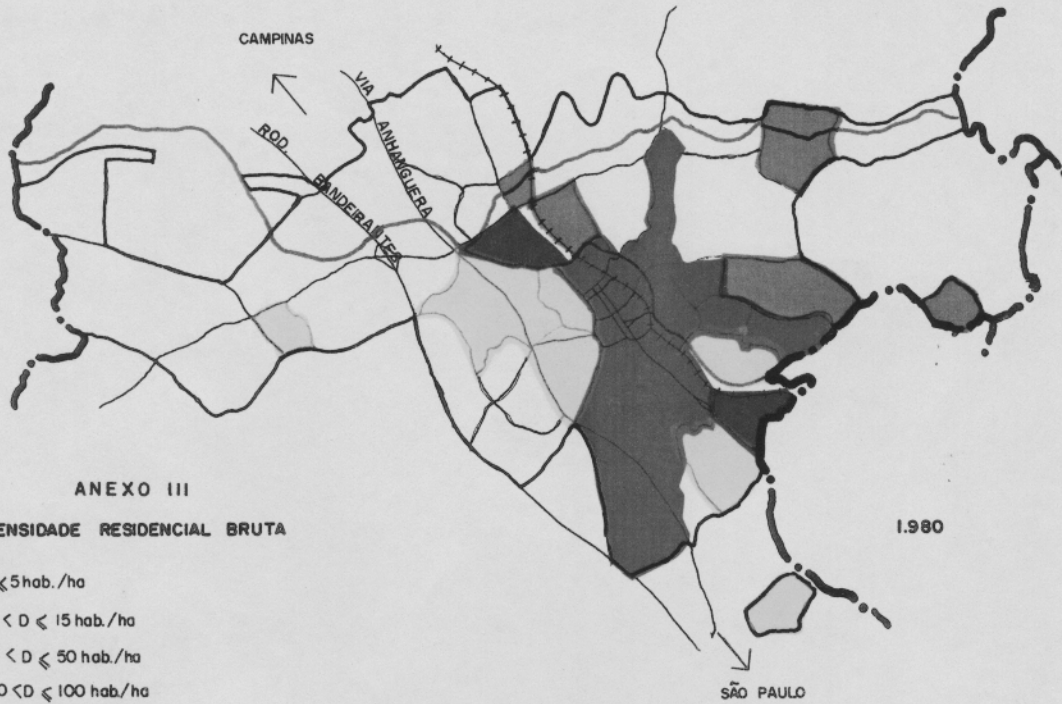 CAMPINAS
VIA ANHANGUERA
ROD. BANDEIRANTES
ANEXO III
ENSIDADE RESIDENCIAL BRUTA
⩽ 5 hab./ha
< D ⩽ 15 hab./ha
< D ⩽ 50 hab./ha
0 < D ⩽ 100 hab./ha
1.980
SÃO PAULO